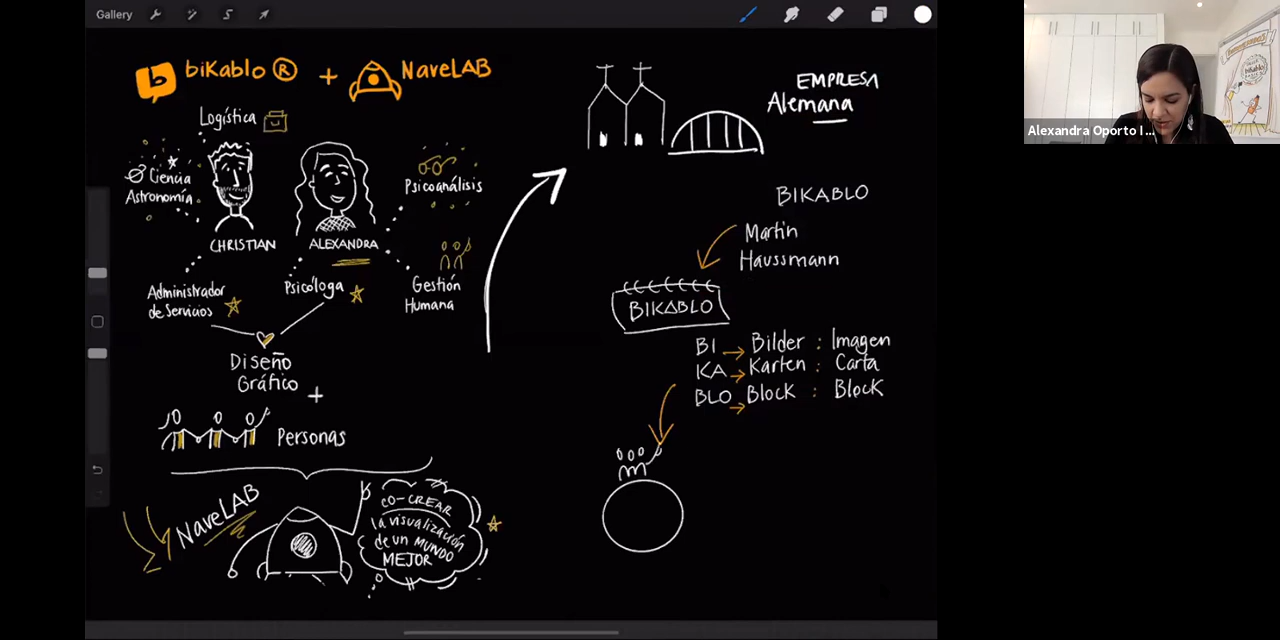 Gallery
bikablo ® + NaveLAB
b
Logística
Ciencia
Astronomía
Psicoanálisis
CHRISTIAN
ALEXANDRA
Administrador
de Servicios
Psicóloga
Gestión
Humana
Diseño
Gráfico
+
Personas
NaveLAB
CO-CREAR
la visualización
de un MUNDO
MEJOR
EMPRESA
Alemana
BIKABLO
Martin
Haussmann
BIKABLO
BI → Bilder : Imagen
KA → Karten : Carta
BLO → Block : Block
Alexandra Oporto I ...